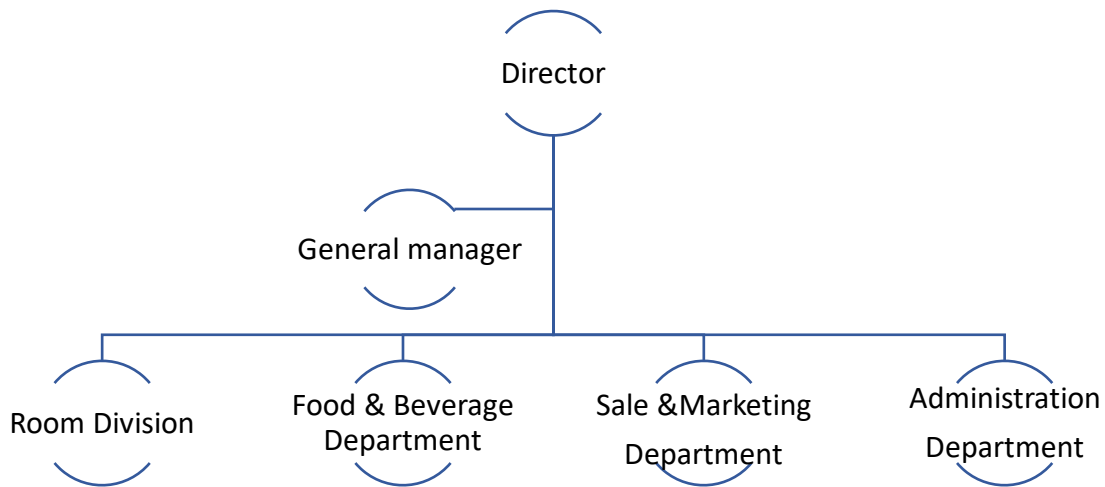 Director
General manager
Room Division
Food & Beverage
Department
Sale &Marketing
Department
Administration
Department